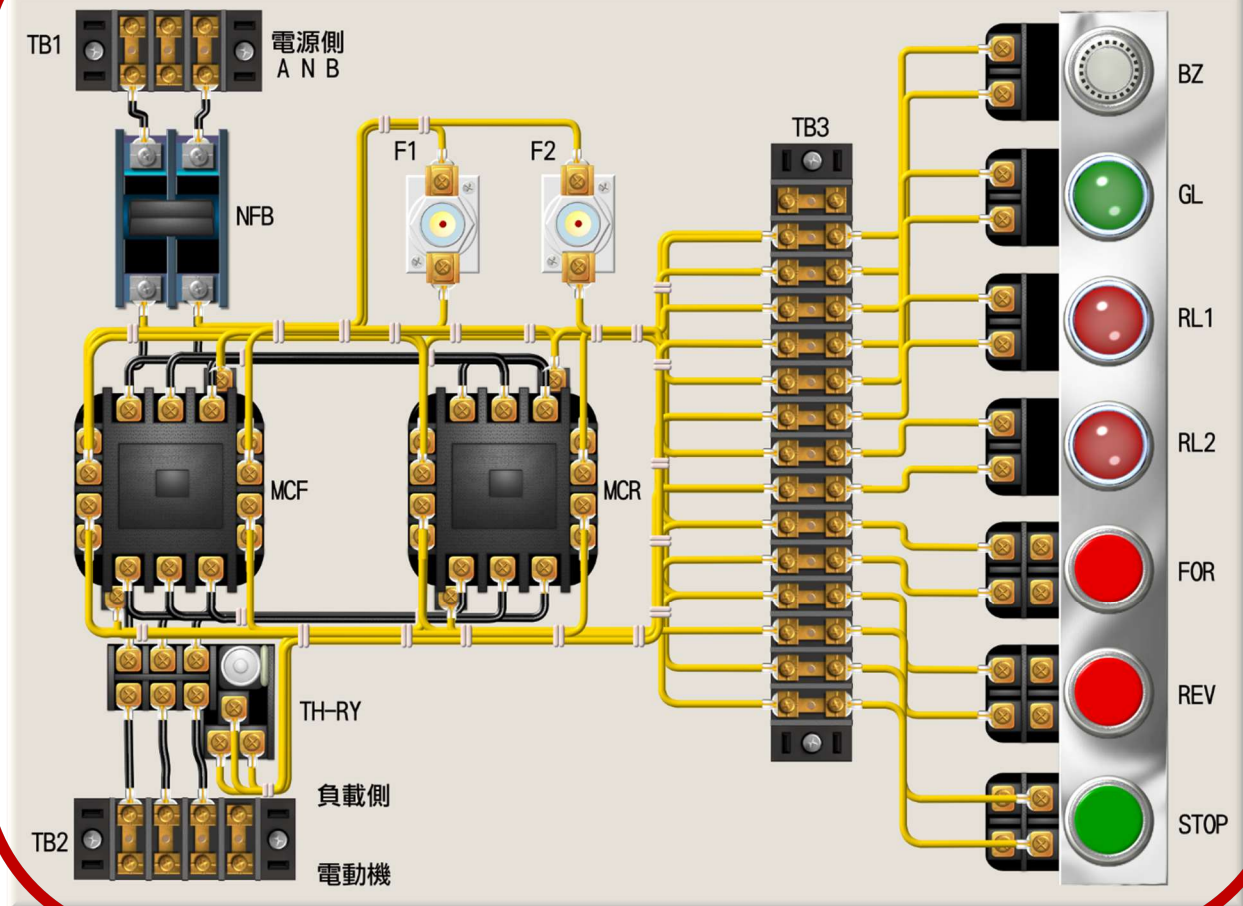 TB1
電源側
A N B
NFB
F1
F2
TB3
BZ
GL
RL1
RL2
MCF
MCR
FOR
REV
TH-RY
STOP
負載側
TB2
電動機